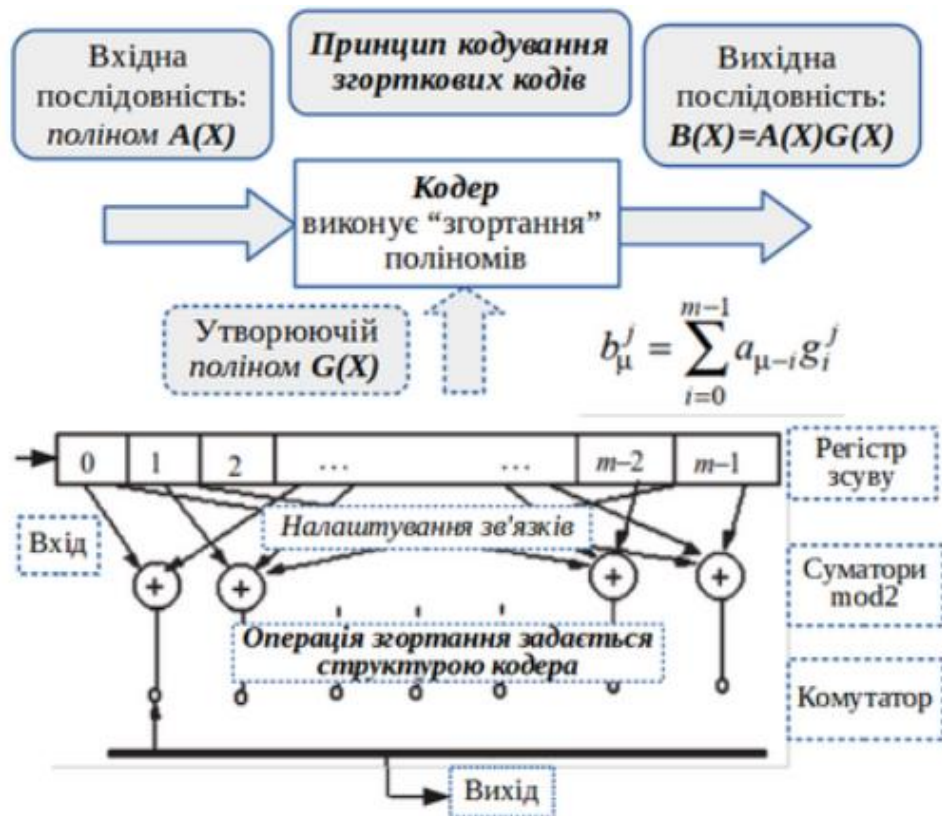 Вхідна
послідовність:
поліном A(X)
Принцип кодування
згорткових кодів
Вихідна
послідовність:
B(X)=A(X)G(X)
Кодер
виконує “згортання”
поліномів
Утворюючій
поліном G(X)
b_μ^j = ∑_{i=0}^{m−1} a_{μ−i} g_i^j
0 1 2 ... ... m–2 m–1
Регістр
зсуву
Налаштування зв'язків
Вхід
+ + + +
Суматори
mod2
Операція згортання задається
структурою кодера
Комутатор
Вихід